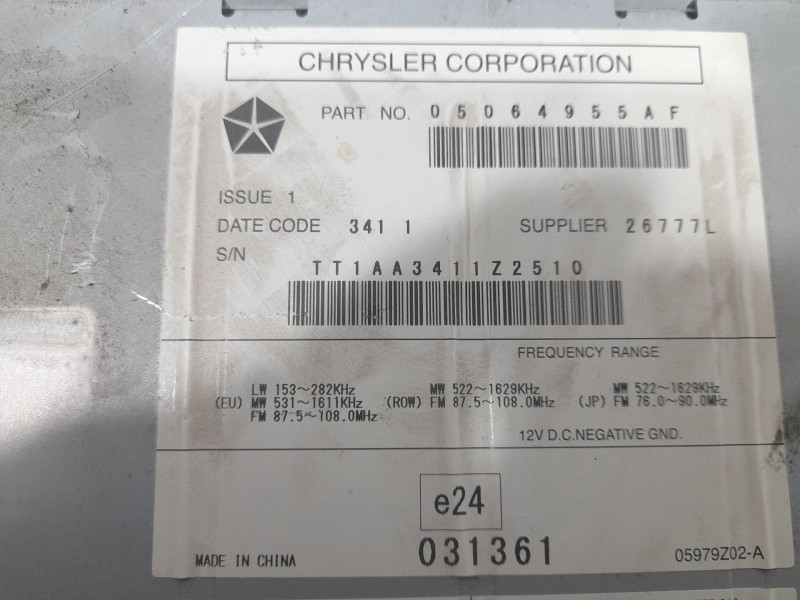 CHRYSLER CORPORATION
PART NO. 05064955AF
ISSUE 1
DATE CODE 3411 SUPPLIER 26777L
S/N
TT1AA3411Z2510
FREQUENCY RANGE
LW 153~282KHz MW 522~1629KHz MW 522~1629KHz
(EU) MW 531~1611KHz (ROW) FM 87.5~108.0MHz (JP) FM 76.0~90.0MHz
FM 87.5~108.0MHz
12V D.C.NEGATIVE GND.
e24
031361
MADE IN CHINA 05979Z02-A